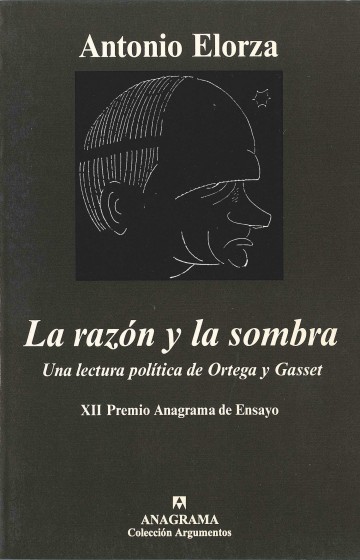 Antonio Elorza
La razón y la sombra
Una lectura política de Ortega y Gasset
XII Premio Anagrama de Ensayo
ANAGRAMA
Colección Argumentos